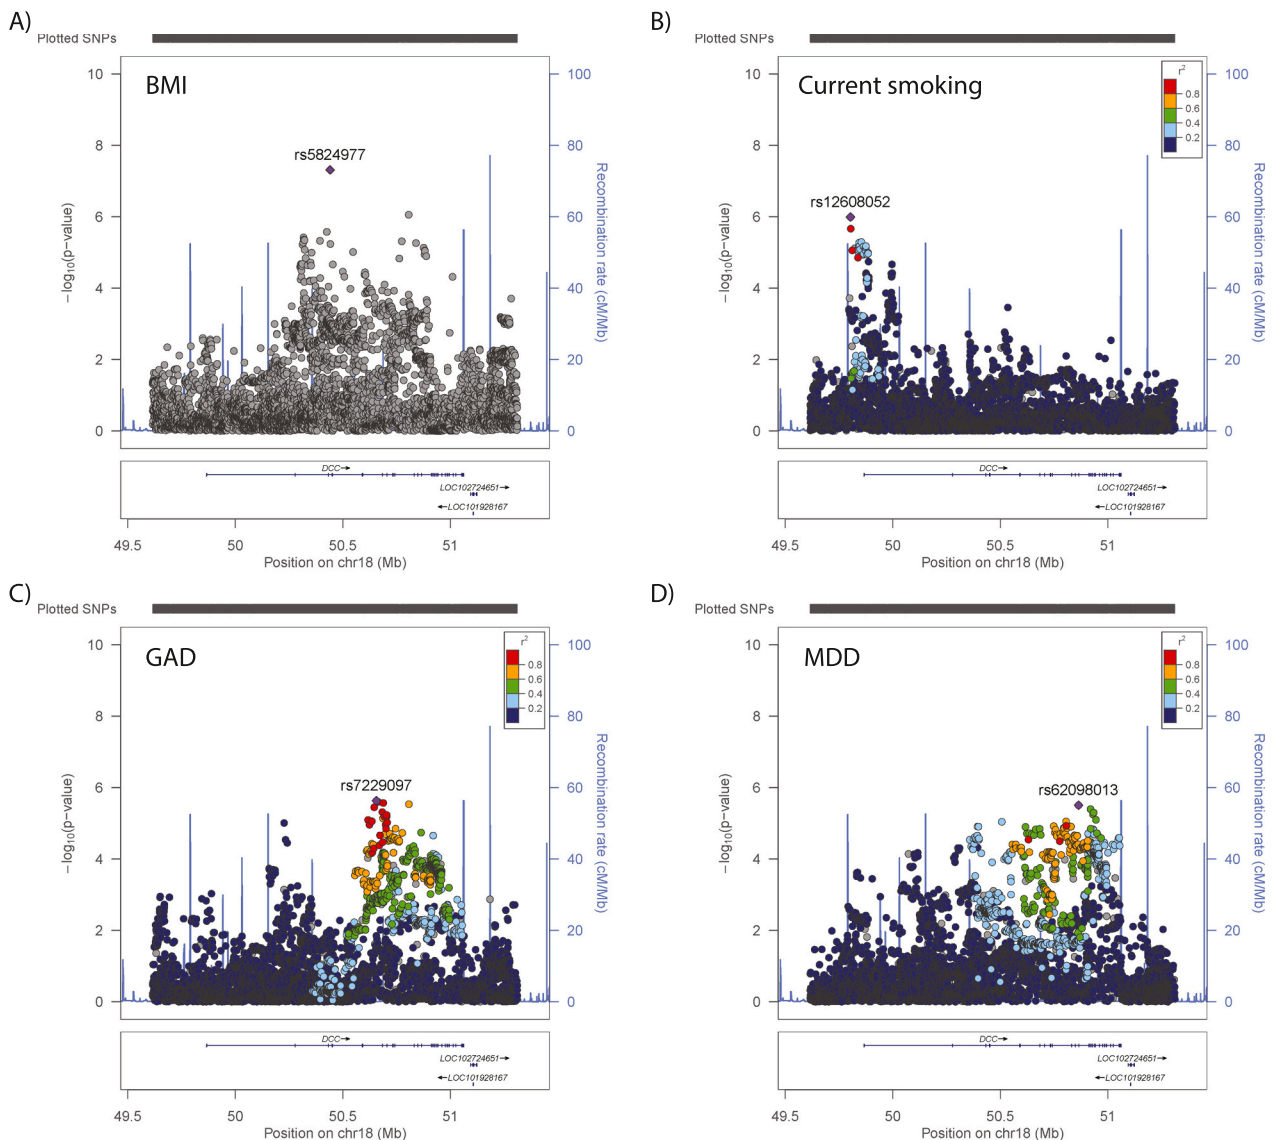 A)
Plotted SNPs
BMI
rs5824977
−log10(p−value)
10
8
6
4
2
0
Recombination rate (cM/Mb)
100
80
60
40
20
0
DCC→
LOC102724651→
←LOC101928167
49.5 50 50.5 51
Position on chr18 (Mb)
B)
Plotted SNPs
Current smoking
r2
0.8
0.6
0.4
0.2
rs12608052
−log10(p−value)
10
8
6
4
2
0
Recombination rate (cM/Mb)
100
80
60
40
20
0
DCC→
LOC102724651→
←LOC101928167
49.5 50 50.5 51
Position on chr18 (Mb)
C)
Plotted SNPs
GAD
r2
0.8
0.6
0.4
0.2
rs7229097
−log10(p−value)
10
8
6
4
2
0
Recombination rate (cM/Mb)
100
80
60
40
20
0
DCC→
LOC102724651→
←LOC101928167
49.5 50 50.5 51
Position on chr18 (Mb)
D)
Plotted SNPs
MDD
r2
0.8
0.6
0.4
0.2
rs62098013
−log10(p−value)
10
8
6
4
2
0
Recombination rate (cM/Mb)
100
80
60
40
20
0
DCC→
LOC102724651→
←LOC101928167
49.5 50 50.5 51
Position on chr18 (Mb)